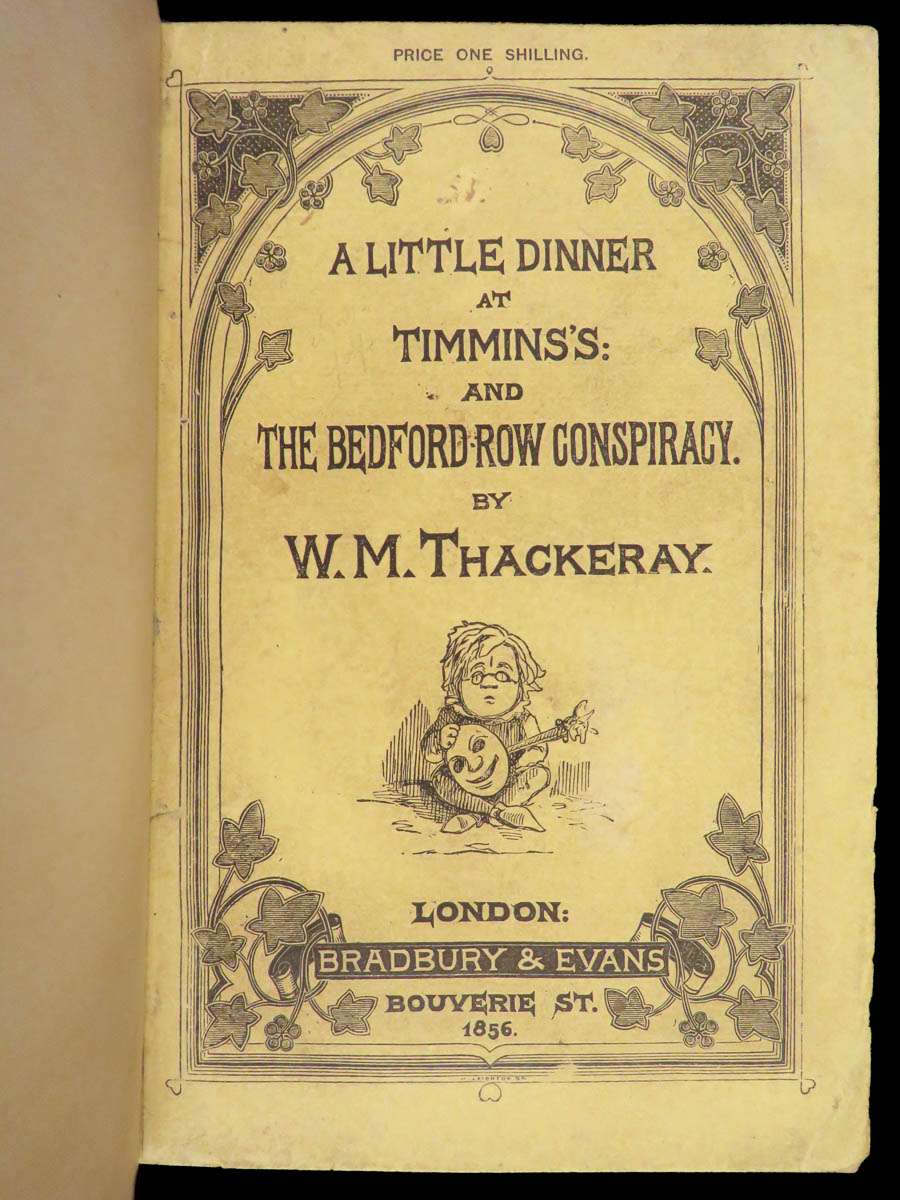 PRICE ONE SHILLING.
A LITTLE DINNER
AT
TIMMINS'S:
AND
THE BEDFORD-ROW CONSPIRACY.
BY
W. M. THACKERAY.
LONDON:
BRADBURY & EVANS
BOUVERIE ST.
1856.